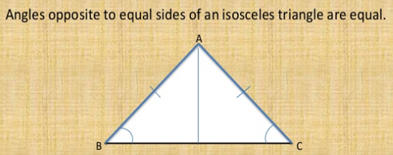 Angles opposite to equal sides of an isosceles triangle are equal.
A
B
C